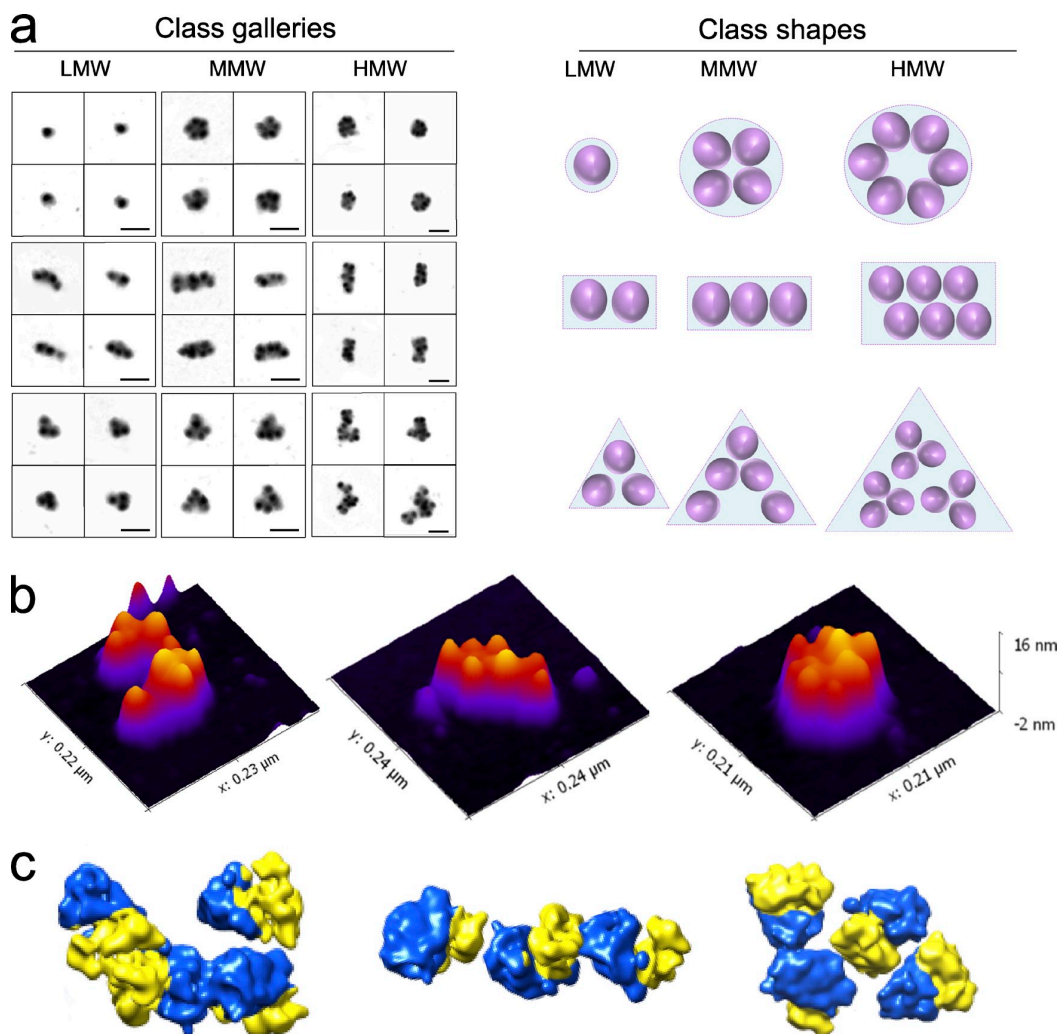 a
Class galleries
Class shapes
LMW MMW HMW
LMW MMW HMW
b
16 nm
-2 nm
y: 0.22 µm
x: 0.23 µm
y: 0.24 µm
x: 0.24 µm
y: 0.21 µm
x: 0.21 µm
c